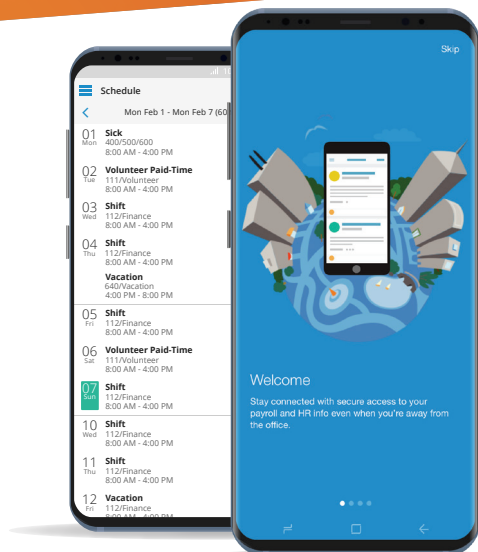 Schedule
Mon Feb 1 - Mon Feb 7 (60
01 Sick
Mon 400/500/600
8:00 AM - 4:00 PM
02 Volunteer Paid-Time
Tue 111/Volunteer
8:00 AM - 4:00 PM
03 Shift
Wed 112/Finance
8:00 AM - 4:00 PM
04 Shift
Thu 112/Finance
8:00 AM - 4:00 PM
Vacation
640/Vacation
4:00 PM - 8:00 PM
05 Shift
Fri 112/Finance
8:00 AM - 4:00 PM
06 Volunteer Paid-Time
Sat 111/Volunteer
8:00 AM - 4:00 PM
07 Shift
Sun 112/Finance
8:00 AM - 4:00 PM
10 Shift
Wed 112/Finance
8:00 AM - 4:00 PM
11 Shift
Thu 112/Finance
8:00 AM - 4:00 PM
12 Vacation
Fri 112/Finance
8:00 AM - 4:00 PM
Skip
Welcome
Stay connected with secure access to your
payroll and HR info even when you're away from
the office.